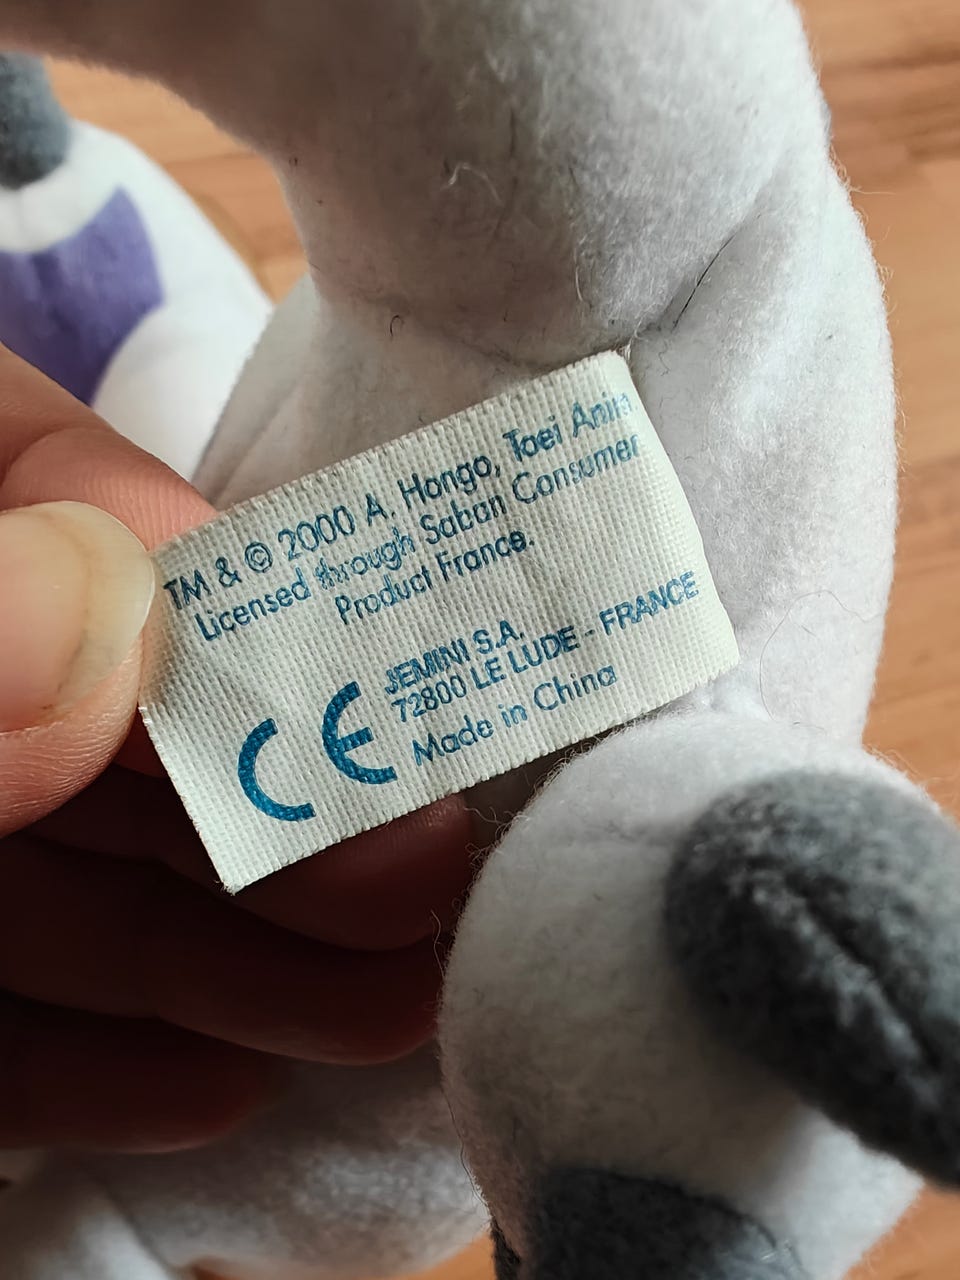 TM & © 2000 A. Hongo, Toei Anim
Licensed through Saban Consumer
Product France.
JEMINI S.A.
72800 LE LUDE - FRANCE
CE Made in China